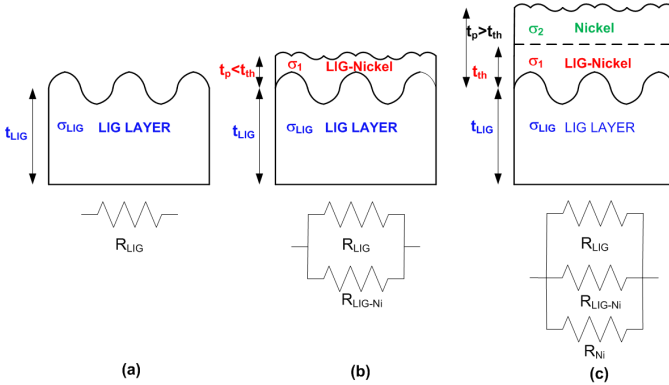 t_LIG
σ_LIG LIG LAYER
R_LIG
(a)
t_p<t_th
σ_1 LIG-Nickel
t_LIG
σ_LIG LIG LAYER
R_LIG
R_LIG-Ni
(b)
t_p>t_th
σ_2 Nickel
t_th
σ_1 LIG-Nickel
t_LIG
σ_LIG LIG LAYER
R_LIG
R_LIG-Ni
R_Ni
(c)